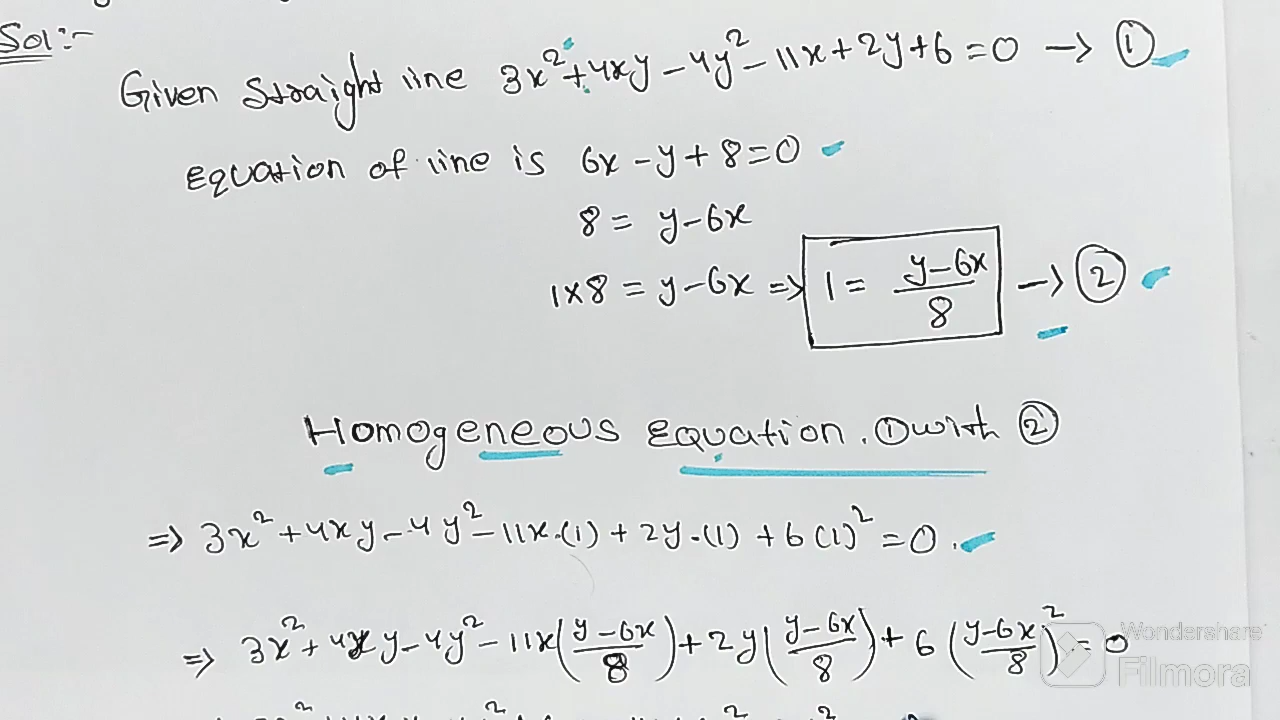 Sol:-
Given straight line 3x² + 4xy - 4y² - 11x + 2y + 6 = 0 → ①
equation of line is 6x - y + 8 = 0
8 = y - 6x
1x8 = y - 6x ⇒ 1 = (y - 6x)/8 → ②
Homogeneous Equation. ① with ②
⇒ 3x² + 4xy - 4y² - 11x·(1) + 2y·(1) + 6(1)² = 0.
⇒ 3x² + 4xy - 4y² - 11x((y - 6x)/8) + 2y((y - 6x)/8) + 6((y - 6x)/8)² = 0
Wondershare
Filmora